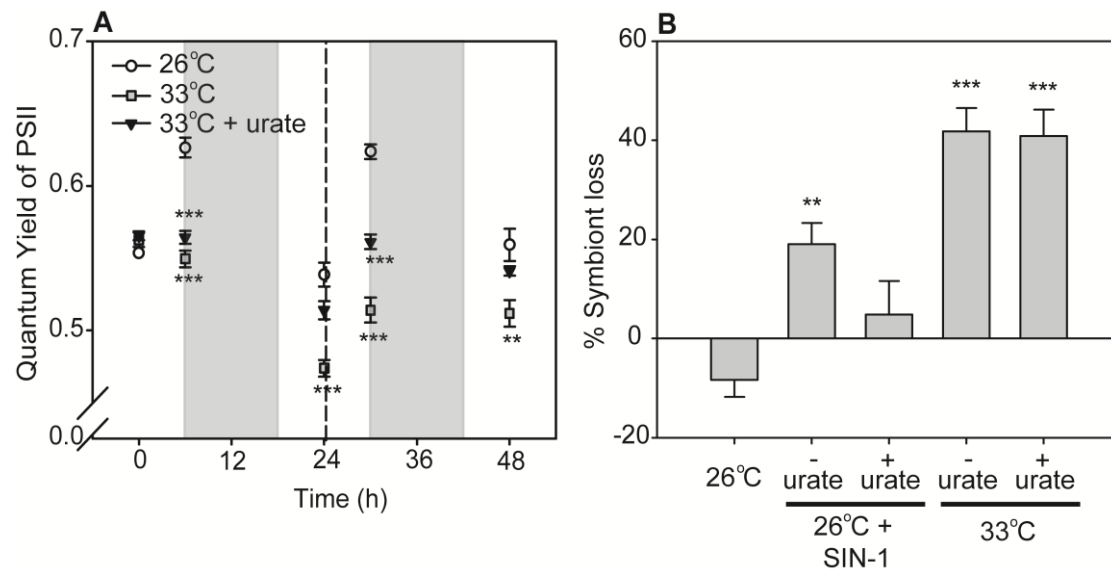 A
0.7
26°C
33°C
33°C + urate
0.6
***
***
***
***
***
**
0.5
0.0
Quantum Yield of PSII
0 12 24 36 48
Time (h)
B
60
40
20
0
-20
% Symbiont loss
**
***
***
26°C
- + - +
urate urate urate urate
26°C +
SIN-1
33°C